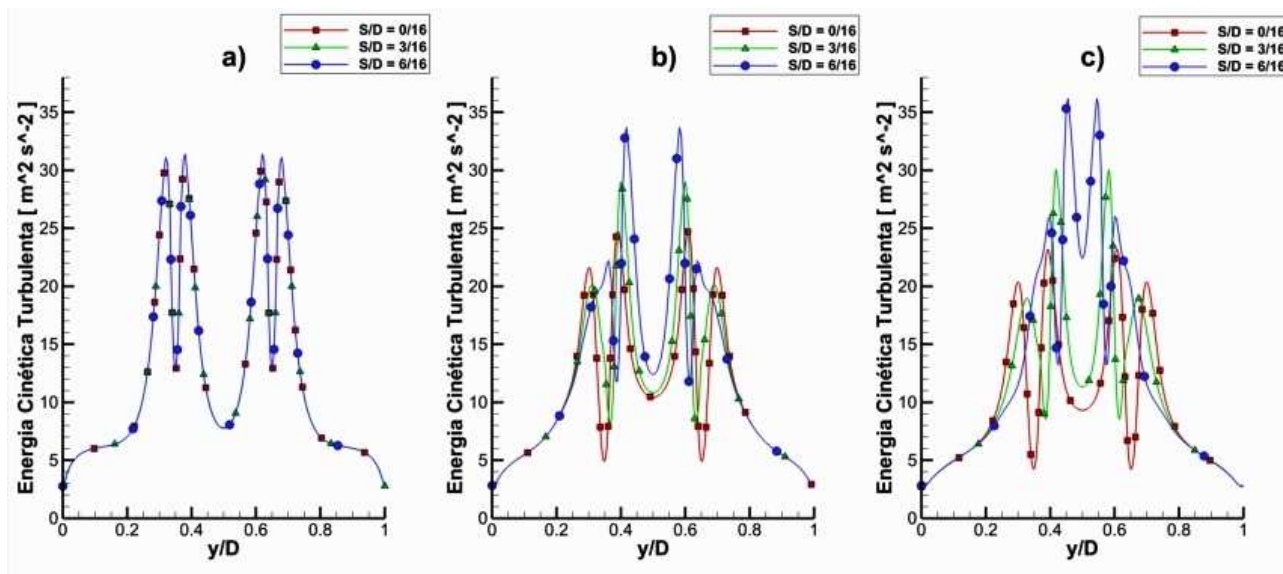 S/D = 0/16
S/D = 3/16
S/D = 6/16
a)
Energia Cinética Turbulenta [ m^2 s^-2 ]
35
30
25
20
15
10
5
0
0 0.2 0.4 0.6 0.8 1
y/D
S/D = 0/16
S/D = 3/16
S/D = 6/16
b)
Energia Cinética Turbulenta [ m^2 s^-2 ]
35
30
25
20
15
10
5
0
0 0.2 0.4 0.6 0.8 1
y/D
S/D = 0/16
S/D = 3/16
S/D = 6/16
c)
Energia Cinética Turbulenta [ m^2 s^-2 ]
35
30
25
20
15
10
5
0
0 0.2 0.4 0.6 0.8 1
y/D